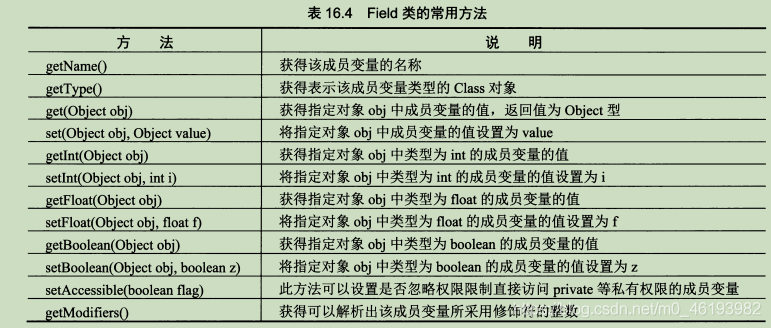 表 16.4 Field 类的常用方法
方 法 说 明
getName() 获得该成员变量的名称
getType() 获得表示该成员变量类型的 Class 对象
get(Object obj) 获得指定对象 obj 中成员变量的值，返回值为 Object 型
set(Object obj, Object value) 将指定对象 obj 中成员变量的值设置为 value
getInt(Object obj) 获得指定对象 obj 中类型为 int 的成员变量的值
setInt(Object obj, int i) 将指定对象 obj 中类型为 int 的成员变量的值设置为 i
getFloat(Object obj) 获得指定对象 obj 中类型为 float 的成员变量的值
setFloat(Object obj, float f) 将指定对象 obj 中类型为 float 的成员变量的值设置为 f
getBoolean(Object obj) 获得指定对象 obj 中类型为 boolean 的成员变量的值
setBoolean(Object obj, boolean z) 将指定对象 obj 中类型为 boolean 的成员变量的值设置为 z
setAccessible(boolean flag) 此方法可以设置是否忽略权限限制直接访问 private 等私有权限的成员变量
getModifiers() 获得可以解析出该成员变量所采用修饰符的整数
blog.csdn.net/m0_46193982